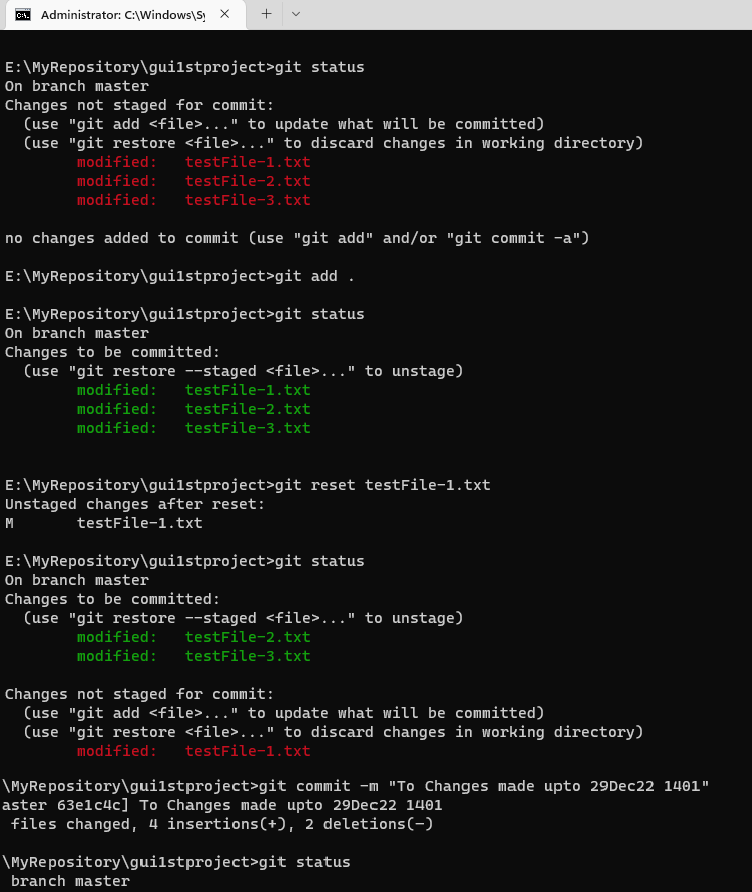 Administrator: C:\Windows\Sy
E:\MyRepository\gui1stproject>git status
On branch master
Changes not staged for commit:
  (use "git add <file>..." to update what will be committed)
  (use "git restore <file>..." to discard changes in working directory)
        modified:   testFile-1.txt
        modified:   testFile-2.txt
        modified:   testFile-3.txt
no changes added to commit (use "git add" and/or "git commit -a")
E:\MyRepository\gui1stproject>git add .
E:\MyRepository\gui1stproject>git status
On branch master
Changes to be committed:
  (use "git restore --staged <file>..." to unstage)
        modified:   testFile-1.txt
        modified:   testFile-2.txt
        modified:   testFile-3.txt
E:\MyRepository\gui1stproject>git reset testFile-1.txt
Unstaged changes after reset:
M       testFile-1.txt
E:\MyRepository\gui1stproject>git status
On branch master
Changes to be committed:
  (use "git restore --staged <file>..." to unstage)
        modified:   testFile-2.txt
        modified:   testFile-3.txt
Changes not staged for commit:
  (use "git add <file>..." to update what will be committed)
  (use "git restore <file>..." to discard changes in working directory)
        modified:   testFile-1.txt
\MyRepository\gui1stproject>git commit -m "To Changes made upto 29Dec22 1401"
aster 63e1c4c] To Changes made upto 29Dec22 1401
 files changed, 4 insertions(+), 2 deletions(-)
\MyRepository\gui1stproject>git status
 branch master